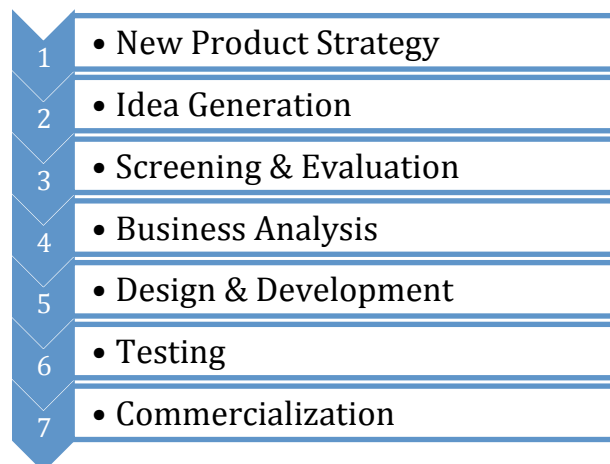 1 • New Product Strategy
2 • Idea Generation
3 • Screening & Evaluation
4 • Business Analysis
5 • Design & Development
6 • Testing
7 • Commercialization